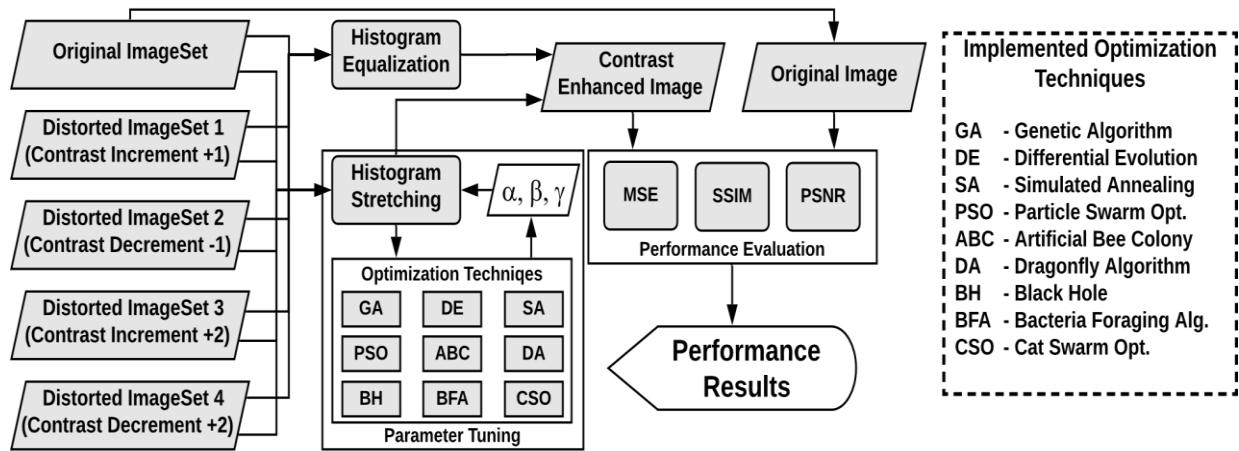 Original ImageSet
Distorted ImageSet 1
(Contrast Increment +1)
Distorted ImageSet 2
(Contrast Decrement -1)
Distorted ImageSet 3
(Contrast Increment +2)
Distorted ImageSet 4
(Contrast Decrement +2)
Histogram
Equalization
Histogram
Stretching
α, β, γ
Optimization Techniqes
GA
DE
SA
PSO
ABC
DA
BH
BFA
CSO
Parameter Tuning
Contrast
Enhanced Image
Original Image
MSE
SSIM
PSNR
Performance Evaluation
Performance
Results
Implemented Optimization
Techniques
GA - Genetic Algorithm
DE - Differential Evolution
SA - Simulated Annealing
PSO - Particle Swarm Opt.
ABC - Artificial Bee Colony
DA - Dragonfly Algorithm
BH - Black Hole
BFA - Bacteria Foraging Alg.
CSO - Cat Swarm Opt.